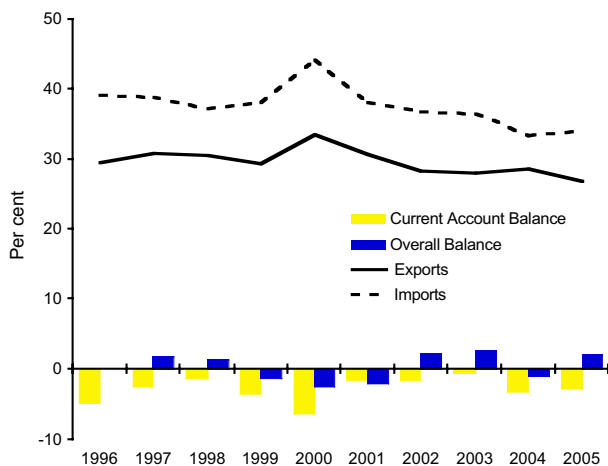 50
40
30
20
10
0
-10
Per cent
Current Account Balance
Overall Balance
Exports
Imports
1996 1997 1998 1999 2000 2001 2002 2003 2004 2005